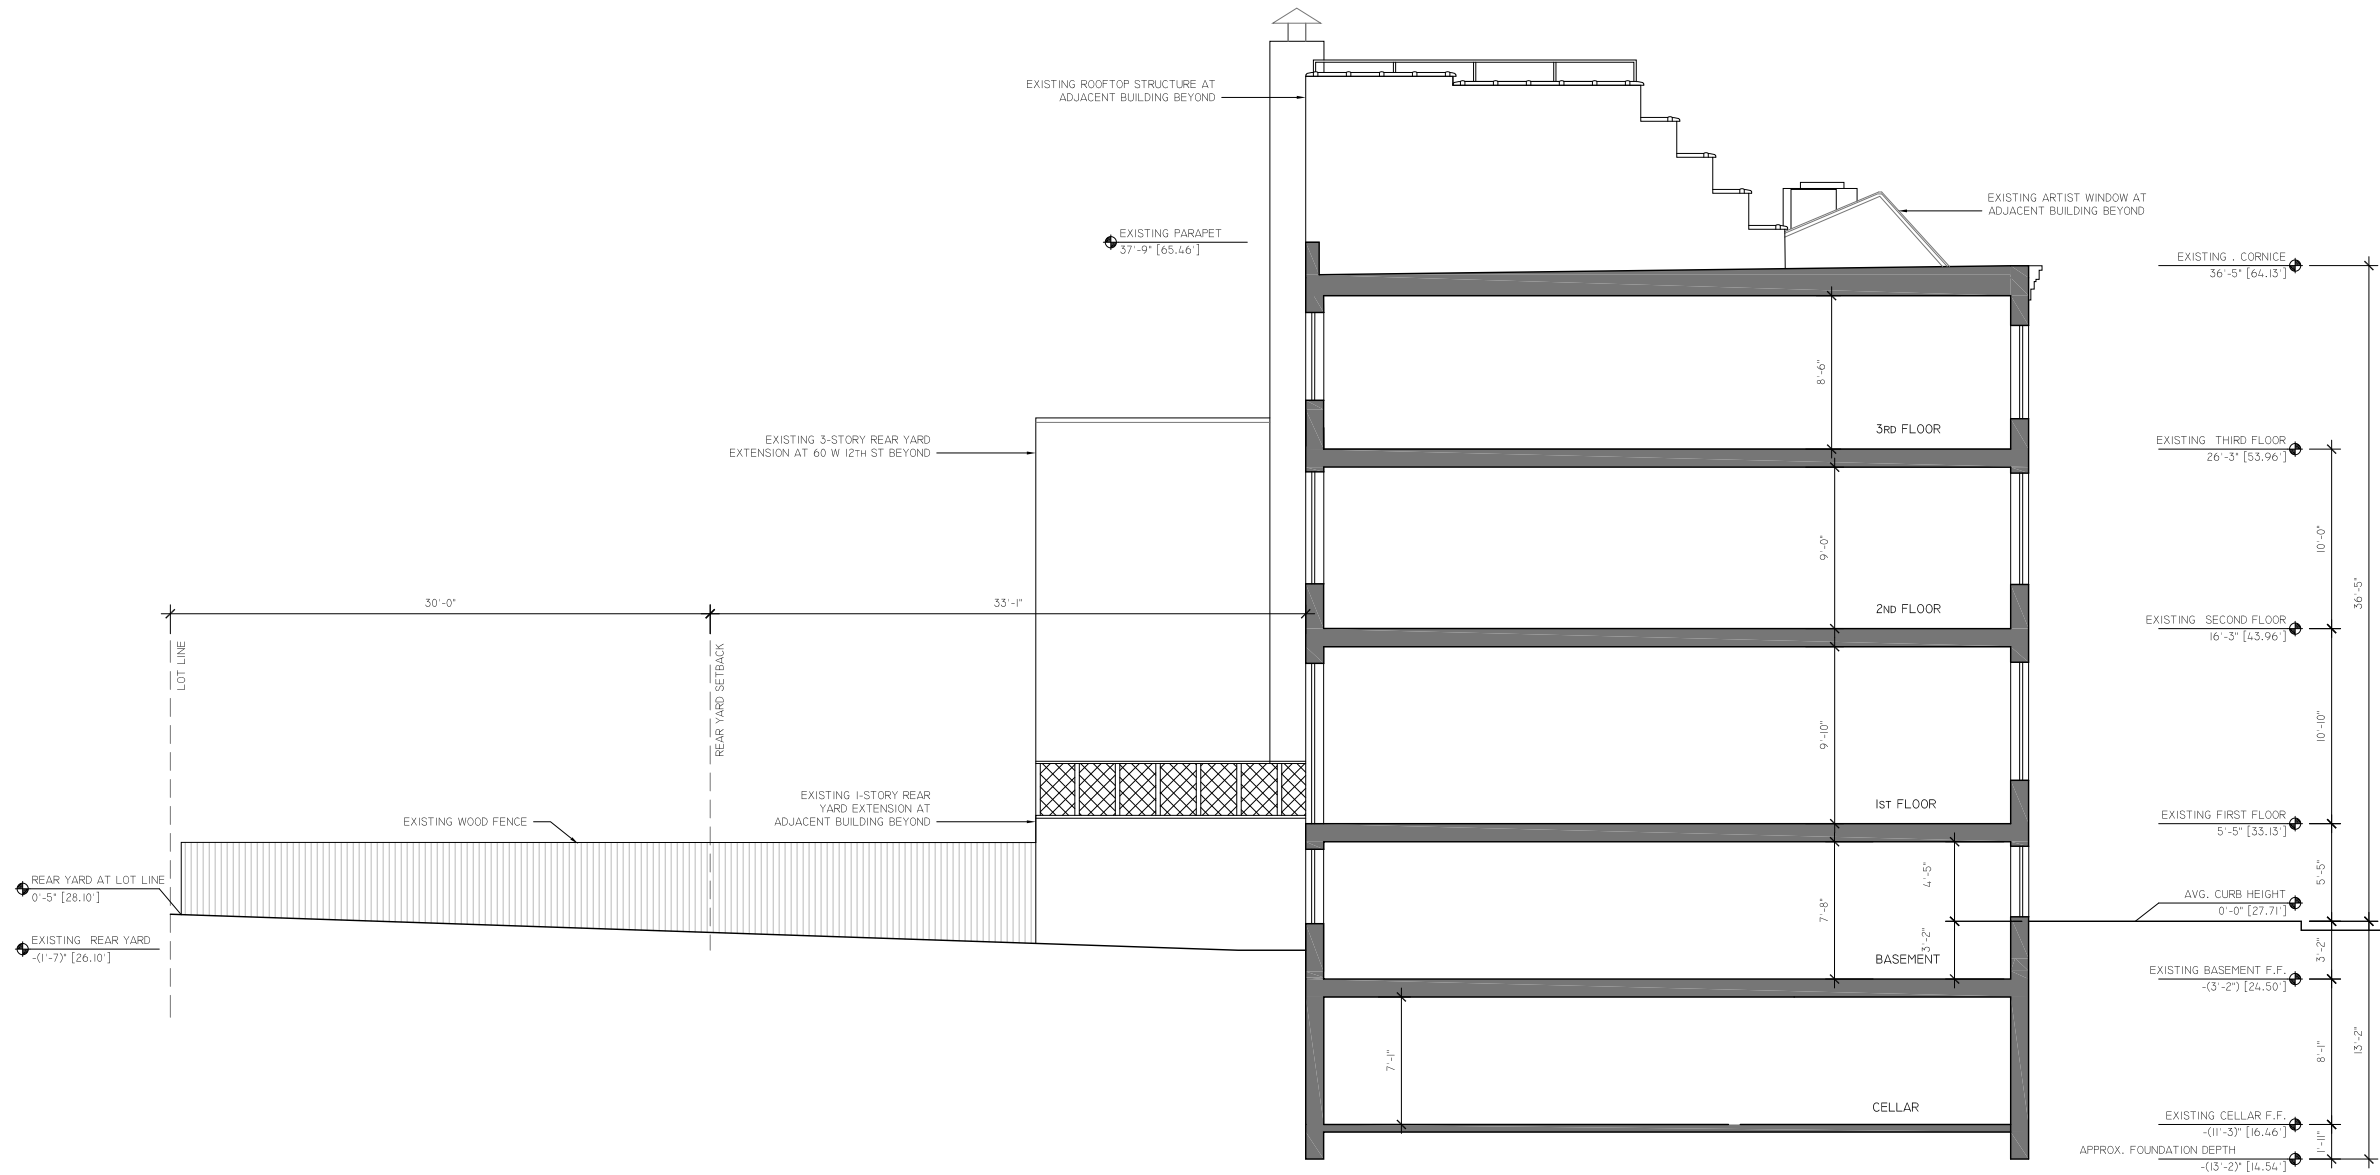 EXISTING ROOFTOP STRUCTURE AT
ADJACENT BUILDING BEYOND
EXISTING ARTIST WINDOW AT
ADJACENT BUILDING BEYOND
EXISTING PARAPET
37'-9" [65.46']
EXISTING . CORNICE
36'-5" [64.13']
8'-6"
3RD FLOOR
EXISTING 3-STORY REAR YARD
EXTENSION AT 60 W 12TH ST BEYOND
EXISTING THIRD FLOOR
26'-3" [53.96']
9'-0"
10'-0"
36'-5"
30'-0"
33'-1"
2ND FLOOR
EXISTING SECOND FLOOR
16'-3" [43.96']
LOT LINE
REAR YARD SETBACK
9'-10"
10'-10"
EXISTING 1-STORY REAR
YARD EXTENSION AT
ADJACENT BUILDING BEYOND
EXISTING WOOD FENCE
1ST FLOOR
EXISTING FIRST FLOOR
5'-5" [33.13']
REAR YARD AT LOT LINE
0'-5" [28.10']
4'-5"
7'-8"
5'-5"
AVG. CURB HEIGHT
0'-0" [27.71']
EXISTING REAR YARD
-(1'-7)" [26.10']
3'-2"
BASEMENT
3'-2"
EXISTING BASEMENT F.F.
-(3'-2") [24.50']
7'-1"
8'-1"
13'-2"
CELLAR
EXISTING CELLAR F.F.
-(11'-3)" [16.46']
1'-11"
APPROX. FOUNDATION DEPTH
-(13'-2)" [14.54']